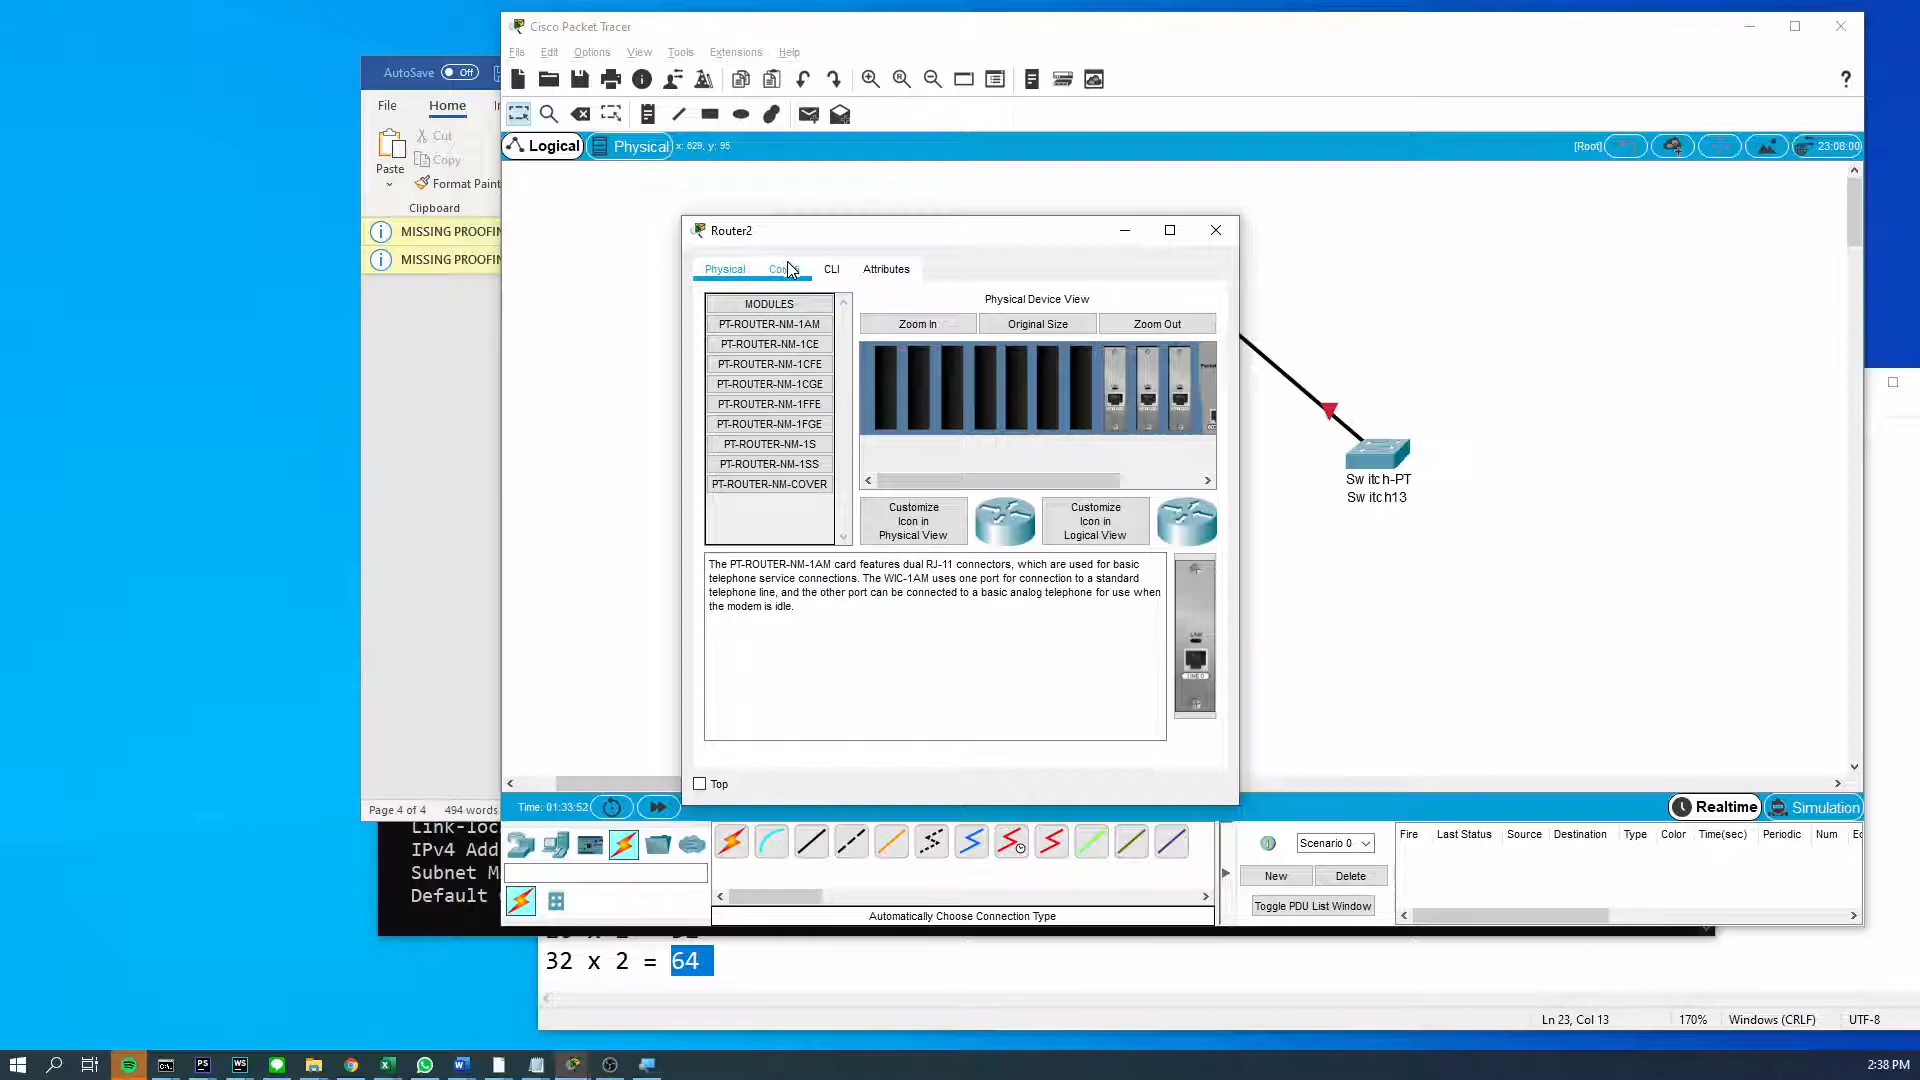 Cisco Packet Tracer
File Edit Options View Tools Extensions Help
AutoSave Off
File Home
Cut
Copy
Paste
Format Paint
Clipboard
MISSING PROOFIN
MISSING PROOFIN
Logical Physical x: 629, y: 95
[Root] 23:08:00
Router2
Physical CLI Attributes
MODULES
PT-ROUTER-NM-1AM
PT-ROUTER-NM-1CE
PT-ROUTER-NM-1CFE
PT-ROUTER-NM-1CGE
PT-ROUTER-NM-1FFE
PT-ROUTER-NM-1FGE
PT-ROUTER-NM-1S
PT-ROUTER-NM-1SS
PT-ROUTER-NM-COVER
Physical Device View
Zoom In Original Size Zoom Out
Customize
Icon in
Physical View
Customize
Icon in
Logical View
The PT-ROUTER-NM-1AM card features dual RJ-11 connectors, which are used for basic
telephone service connections. The WIC-1AM uses one port for connection to a standard
telephone line, and the other port can be connected to a basic analog telephone for use when
the modem is idle.
Top
Switch-PT
Switch13
Page 4 of 4 494 words
Time: 01:33:52
Realtime Simulation
Link-loc
IPv4 Add
Subnet M
Default
Automatically Choose Connection Type
Scenario 0
New Delete
Toggle PDU List Window
Fire Last Status Source Destination Type Color Time(sec) Periodic Num Ec
32 x 2 = 64
Ln 23, Col 13 170% Windows (CRLF) UTF-8
2:38 PM